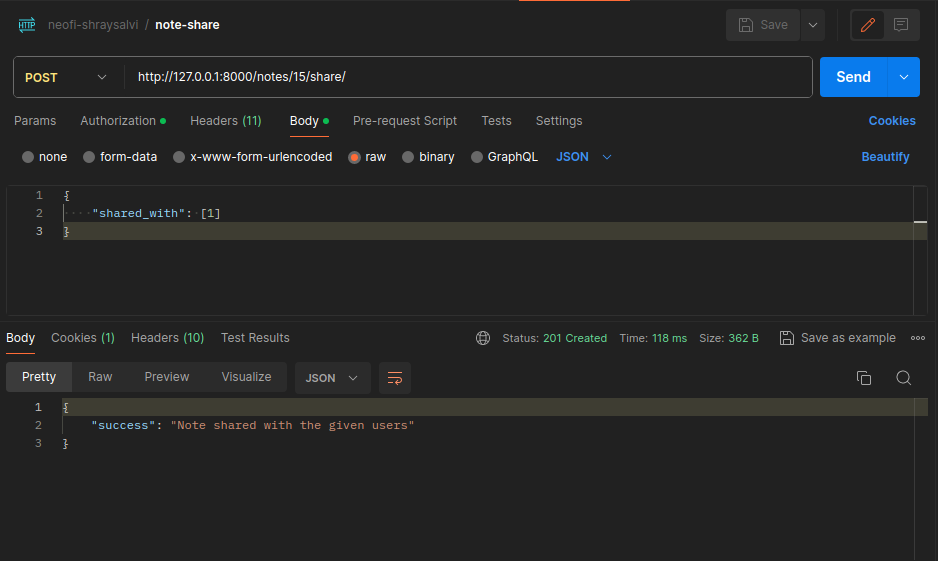 HTTP neofi-shraysalvi / note-share Save
POST http://127.0.0.1:8000/notes/15/share/ Send
Params Authorization Headers (11) Body Pre-request Script Tests Settings Cookies
none form-data x-www-form-urlencoded raw binary GraphQL JSON Beautify
1 {
2 ····"shared_with":·[1]
3 }
Body Cookies (1) Headers (10) Test Results Status: 201 Created Time: 118 ms Size: 362 B Save as example
Pretty Raw Preview Visualize JSON
1 {
2 "success": "Note shared with the given users"
3 }